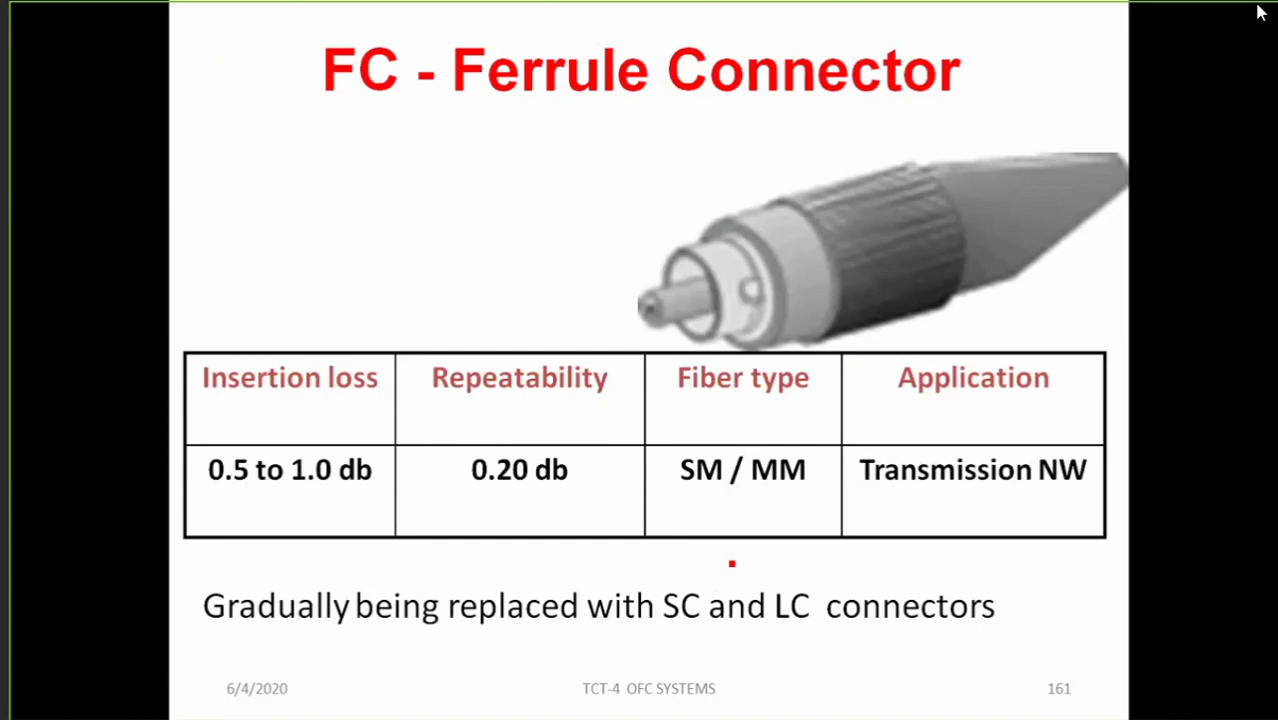 FC - Ferrule Connector
Insertion loss Repeatability Fiber type Application
0.5 to 1.0 db 0.20 db SM / MM Transmission NW
.
Gradually being replaced with SC and LC connectors
6/4/2020 TCT-4 OFC SYSTEMS 161